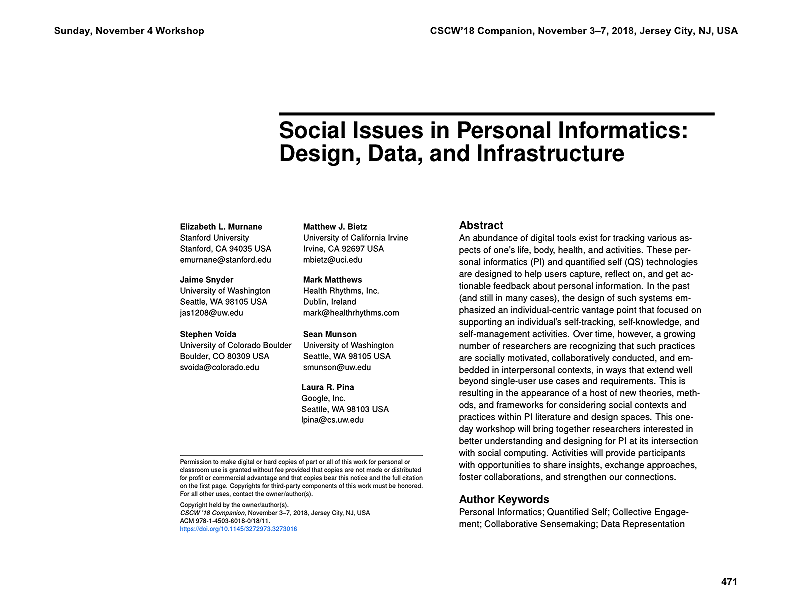 Sunday, November 4 Workshop
CSCW'18 Companion, November 3–7, 2018, Jersey City, NJ, USA
Social Issues in Personal Informatics:
Design, Data, and Infrastructure
Elizabeth L. Murnane
Stanford University
Stanford, CA 94035 USA
emurnane@stanford.edu
Jaime Snyder
University of Washington
Seattle, WA 98105 USA
jas1208@uw.edu
Stephen Voida
University of Colorado Boulder
Boulder, CO 80309 USA
svoida@colorado.edu
Matthew J. Bietz
University of California Irvine
Irvine, CA 92697 USA
mbietz@uci.edu
Mark Matthews
Health Rhythms, Inc.
Dublin, Ireland
mark@healthrhythms.com
Sean Munson
University of Washington
Seattle, WA 98105 USA
smunson@uw.edu
Laura R. Pina
Google, Inc.
Seattle, WA 98103 USA
lpina@cs.uw.edu
Permission to make digital or hard copies of part or all of this work for personal or
classroom use is granted without fee provided that copies are not made or distributed
for profit or commercial advantage and that copies bear this notice and the full citation
on the first page. Copyrights for third-party components of this work must be honored.
For all other uses, contact the owner/author(s).
Copyright held by the owner/author(s).
CSCW'18 Companion, November 3–7, 2018, Jersey City, NJ, USA
ACM 978-1-4503-6018-0/18/11.
https://doi.org/10.1145/3272973.3273016
Abstract
An abundance of digital tools exist for tracking various as-
pects of one's life, body, health, and activities. These per-
sonal informatics (PI) and quantified self (QS) technologies
are designed to help users capture, reflect on, and get ac-
tionable feedback about personal information. In the past
(and still in many cases), the design of such systems em-
phasized an individual-centric vantage point that focused on
supporting an individual's self-tracking, self-knowledge, and
self-management activities. Over time, however, a growing
number of researchers are recognizing that such practices
are socially motivated, collaboratively conducted, and em-
bedded in interpersonal contexts, in ways that extend well
beyond single-user use cases and requirements. This is
resulting in the appearance of a host of new theories, meth-
ods, and frameworks for considering social contexts and
practices within PI literature and design spaces. This one-
day workshop will bring together researchers interested in
better understanding and designing for PI at its intersection
with social computing. Activities will provide participants
with opportunities to share insights, exchange approaches,
foster collaborations, and strengthen our connections.
Author Keywords
Personal Informatics; Quantified Self; Collective Engage-
ment; Collaborative Sensemaking; Data Representation
471